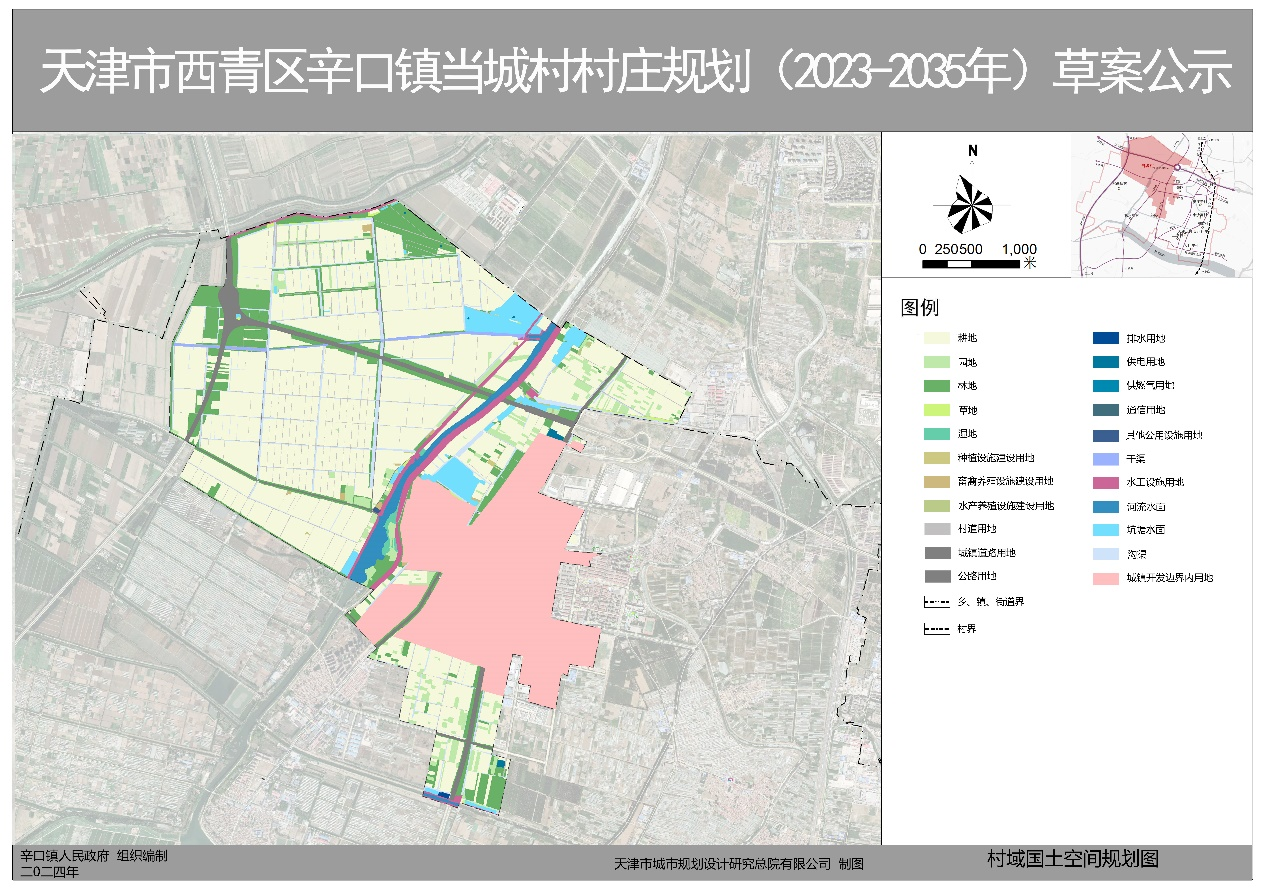 天津市西青区辛口镇当城村村庄规划（2023-2035年）草案公示
N
0 250500 1,000
米
图例
耕地
园地
林地
草地
湿地
种植设施建设用地
畜禽养殖设施建设用地
水产养殖设施建设用地
村道用地
城镇道路用地
公路用地
乡、镇、街道界
村界
排水用地
供电用地
供燃气用地
通信用地
其他公用设施用地
干渠
水工设施用地
河流水面
坑塘水面
沟渠
城镇开发边界内用地
辛口镇人民政府 组织编制
二〇二四年
天津市城市规划设计研究总院有限公司 制图
村域国土空间规划图